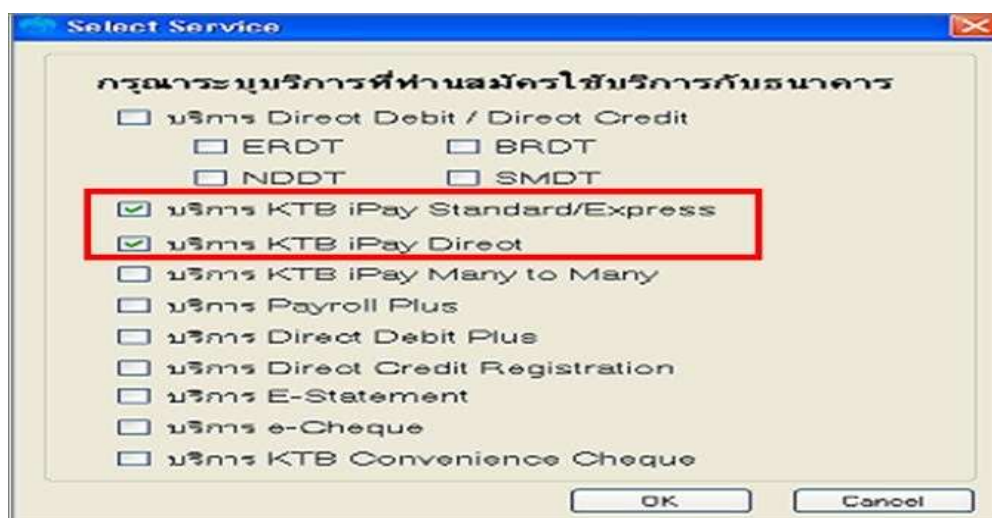 Select Service
กรุณาระบุบริการที่ท่านสมัครใช้บริการกับธนาคาร
บริการ Direct Debit / Direct Credit
ERDT BRDT
NDDT SMDT
บริการ KTB iPay Standard/Express
บริการ KTB iPay Direct
บริการ KTB iPay Many to Many
บริการ Payroll Plus
บริการ Direct Debit Plus
บริการ Direct Credit Registration
บริการ E-Statement
บริการ e-Cheque
บริการ KTB Convenience Cheque
OK Cancel